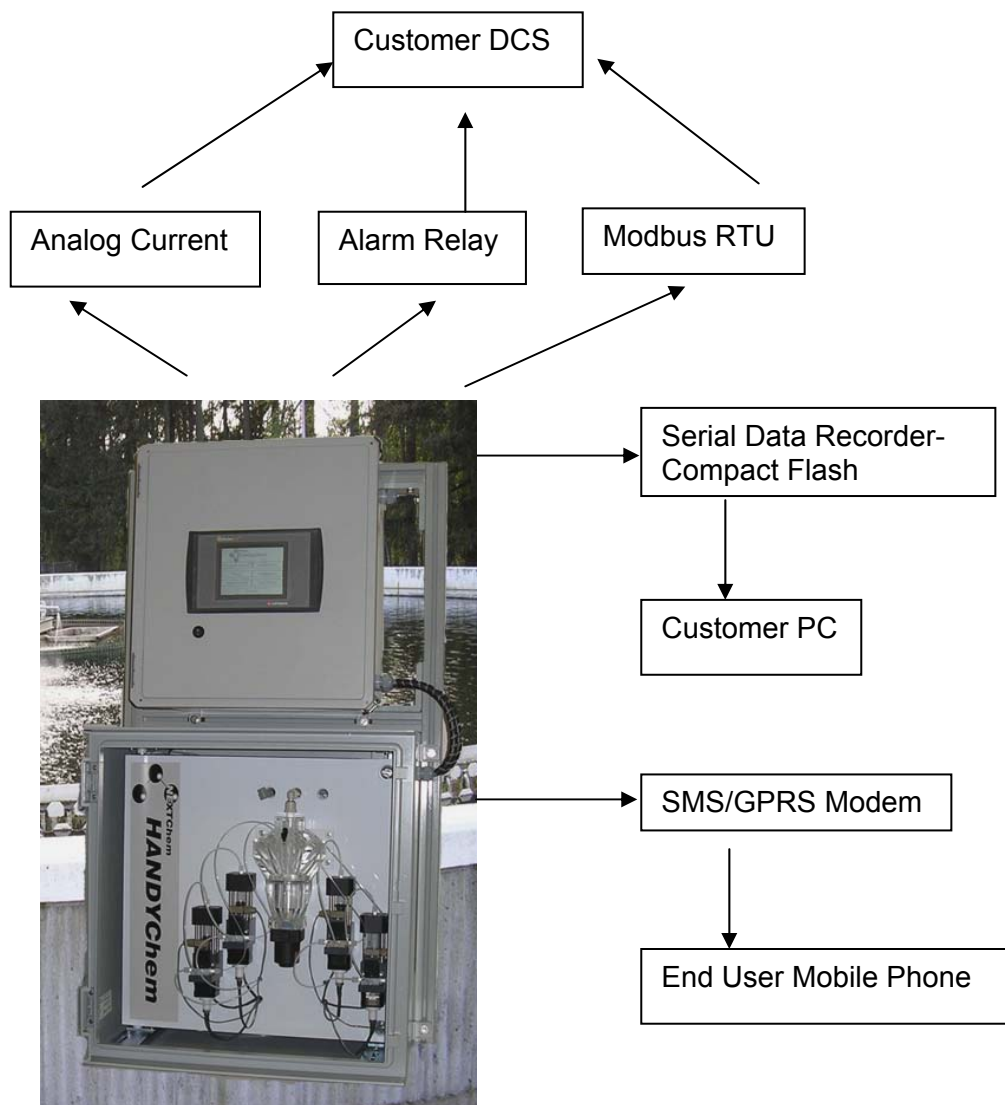 Customer DCS
Analog Current
Alarm Relay
Modbus RTU
Serial Data Recorder-
Compact Flash
Customer PC
SMS/GPRS Modem
End User Mobile Phone
NEXTChem
HANDYChem